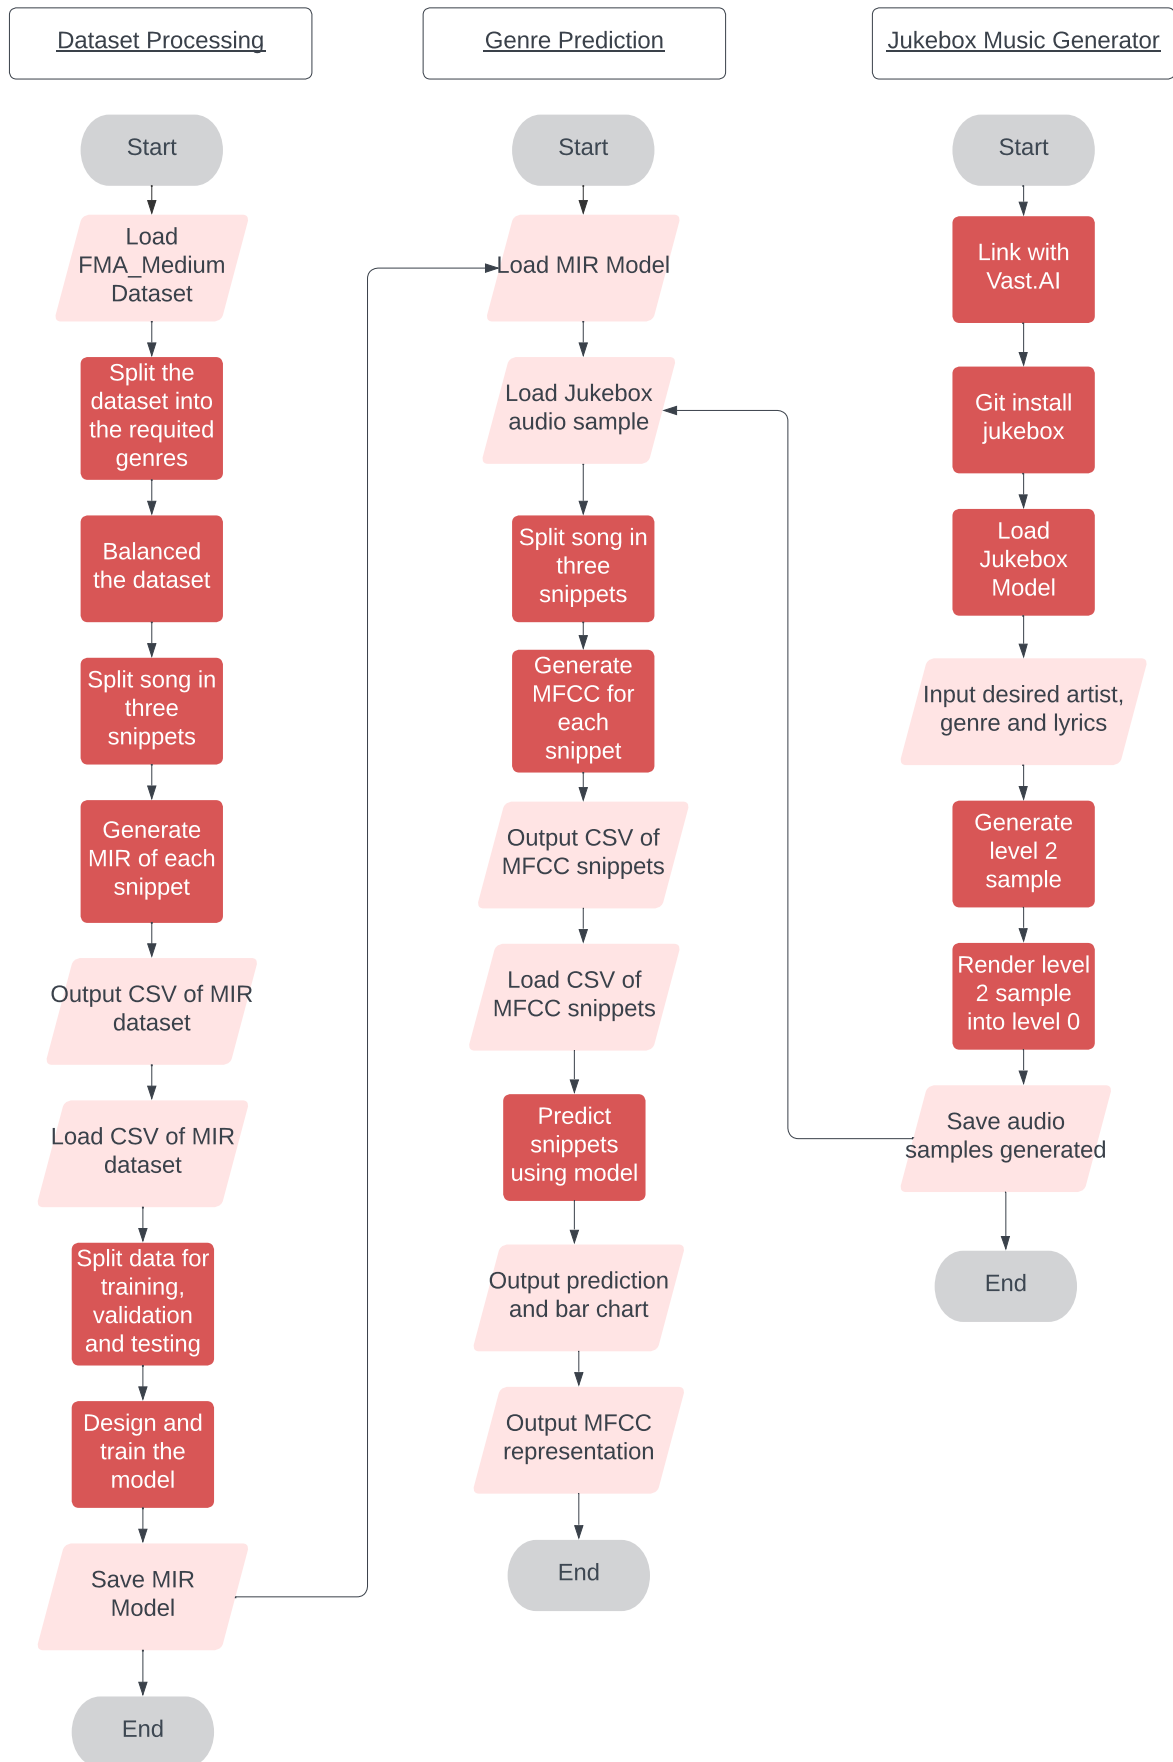 Dataset Processing
Start
Load
FMA_Medium
Dataset
Split the
dataset into
the requited
genres
Balanced
the dataset
Split song in
three
snippets
Generate
MIR of each
snippet
Output CSV of MIR
dataset
Load CSV of MIR
dataset
Split data for
training,
validation
and testing
Design and
train the
model
Save MIR
Model
End
Genre Prediction
Start
Load MIR Model
Load Jukebox
audio sample
Split song in
three
snippets
Generate
MFCC for
each
snippet
Output CSV of
MFCC snippets
Load CSV of
MFCC snippets
Predict
snippets
using model
Output prediction
and bar chart
Output MFCC
representation
End
Jukebox Music Generator
Start
Link with
Vast.AI
Git install
jukebox
Load
Jukebox
Model
Input desired artist,
genre and lyrics
Generate
level 2
sample
Render level
2 sample
into level 0
Save audio
samples generated
End